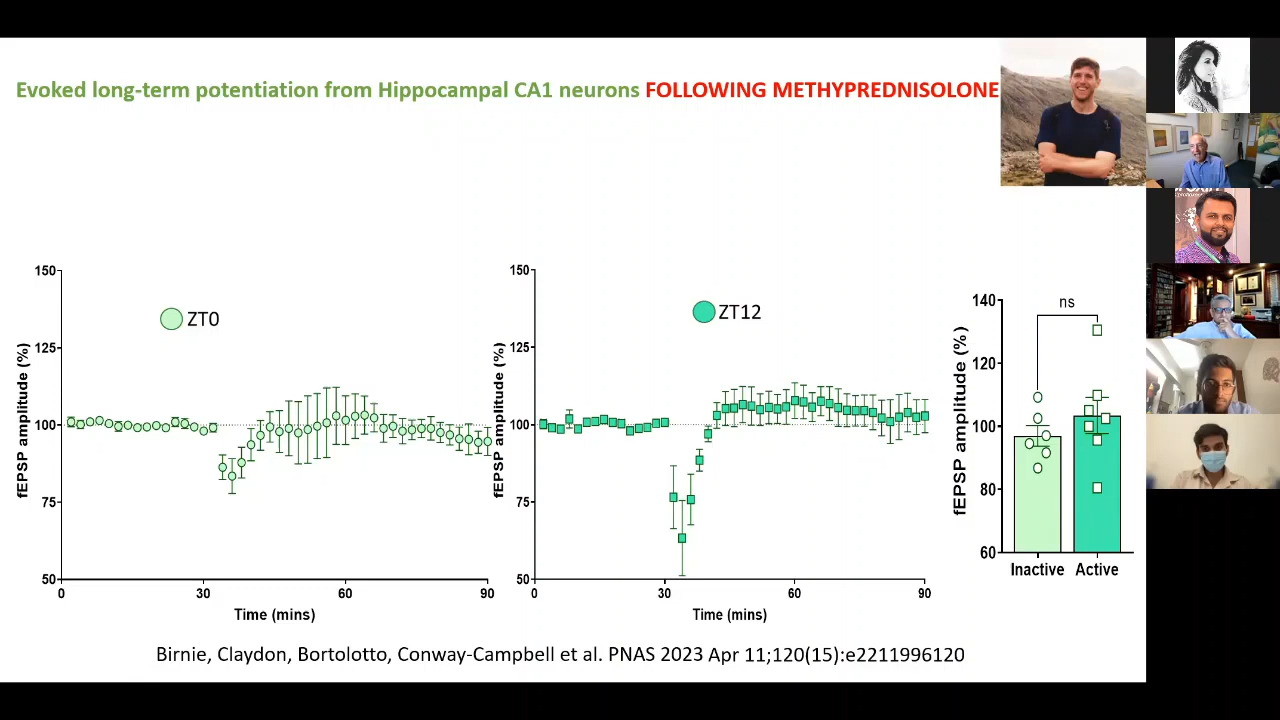 Evoked long-term potentiation from Hippocampal CA1 neurons FOLLOWING METHYPREDNISOLONE
150
125
100
75
50
0
30
60
90
fEPSP amplitude (%)
Time (mins)
ZT0
150
125
100
75
50
0
30
60
90
fEPSP amplitude (%)
Time (mins)
ZT12
140
120
100
80
60
fEPSP amplitude (%)
ns
Inactive Active
Birnie, Claydon, Bortolotto, Conway-Campbell et al. PNAS 2023 Apr 11;120(15):e2211996120